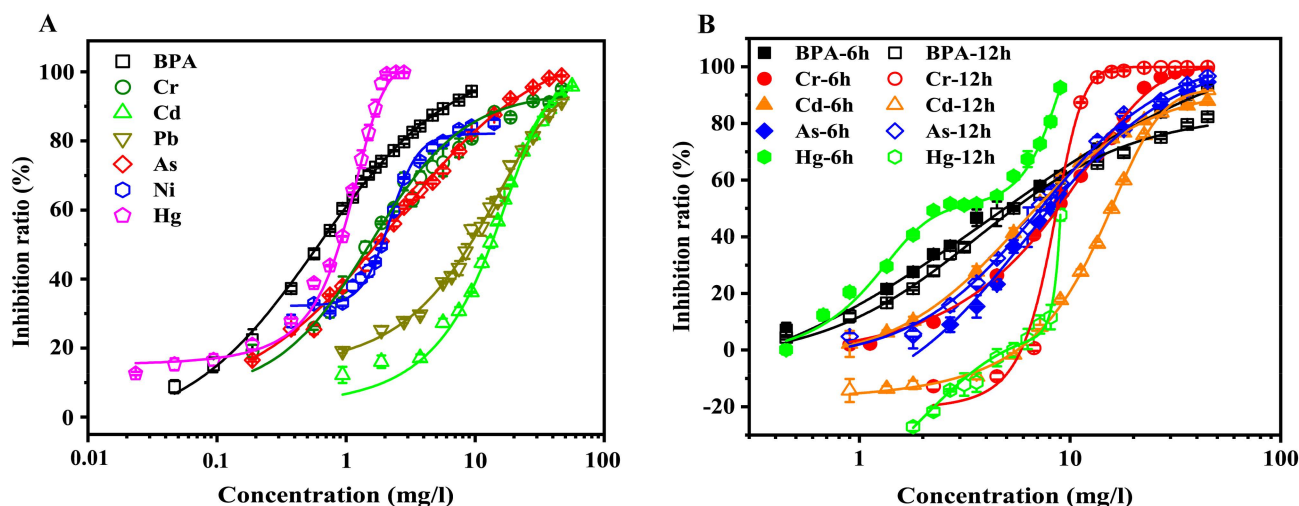 A
BPA
Cr
Cd
Pb
As
Ni
Hg
Inhibition ratio (%)
100
80
60
40
20
0
0.01
0.1
1
10
100
Concentration (mg/l)
B
BPA-6h
BPA-12h
Cr-6h
Cr-12h
Cd-6h
Cd-12h
As-6h
As-12h
Hg-6h
Hg-12h
Inhibition ratio (%)
100
80
60
40
20
0
-20
1
10
100
Concentration (mg/l)